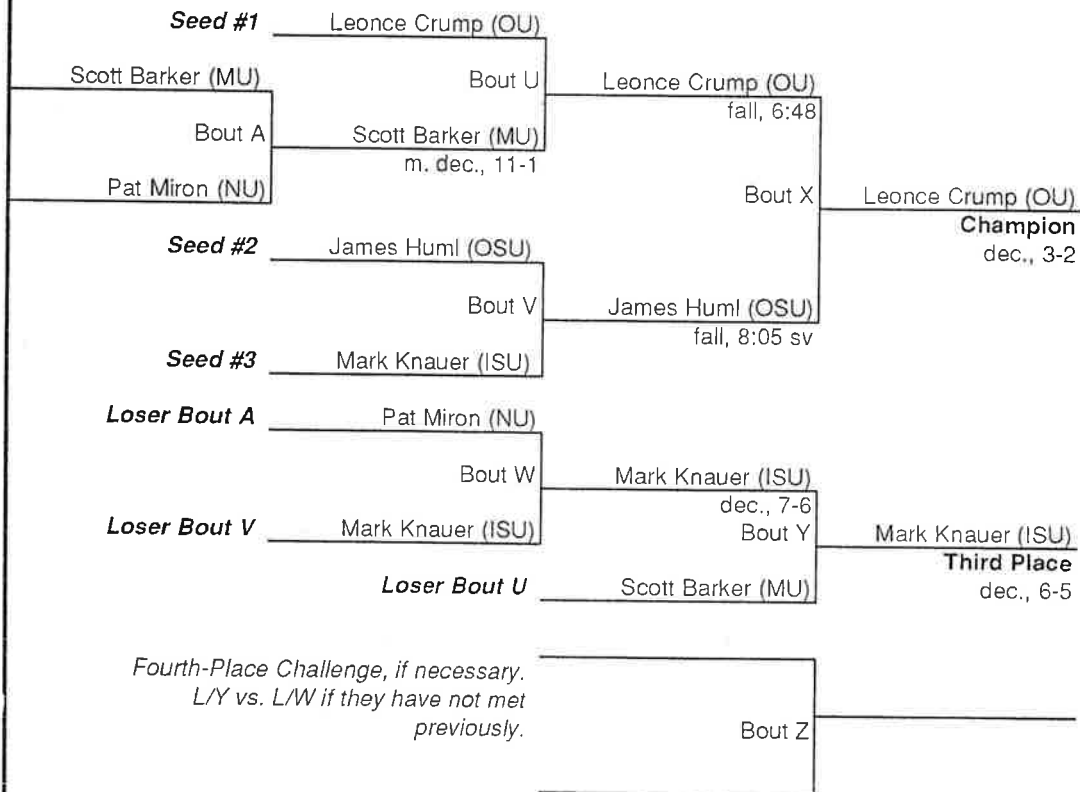 Seed #1 Leonce Crump (OU)
Scott Barker (MU)
Bout U
Leonce Crump (OU)
fall, 6:48
Bout A
Scott Barker (MU)
m. dec., 11-1
Pat Miron (NU)
Bout X
Leonce Crump (OU)
Champion
dec., 3-2
Seed #2 James Huml (OSU)
Bout V
James Huml (OSU)
fall, 8:05 sv
Seed #3 Mark Knauer (ISU)
Loser Bout A Pat Miron (NU)
Bout W
Mark Knauer (ISU)
dec., 7-6
Loser Bout V Mark Knauer (ISU)
Bout Y
Mark Knauer (ISU)
Third Place
dec., 6-5
Loser Bout U Scott Barker (MU)
Fourth-Place Challenge, if necessary.
L/Y vs. L/W if they have not met
previously.
Bout Z